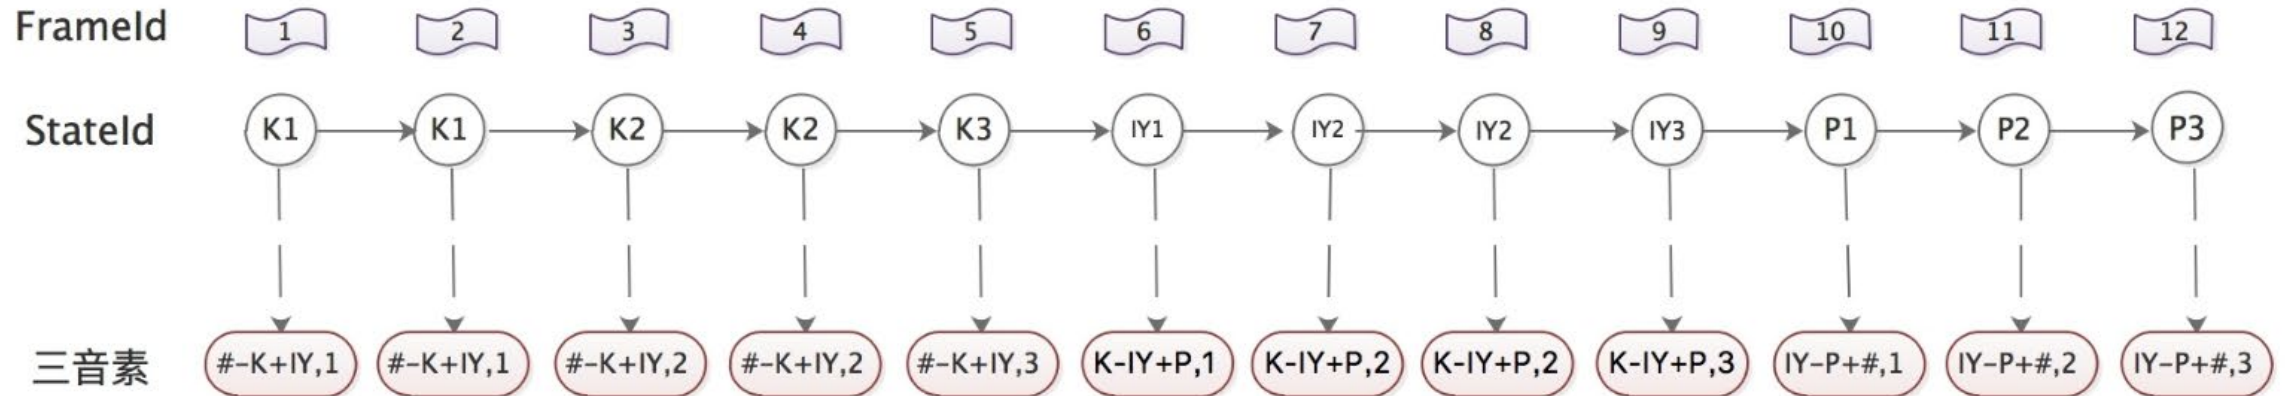 FrameId 1 2 3 4 5 6 7 8 9 10 11 12
StateId K1 K1 K2 K2 K3 IY1 IY2 IY2 IY3 P1 P2 P3
三音素 #-K+IY,1 #-K+IY,1 #-K+IY,2 #-K+IY,2 #-K+IY,3 K-IY+P,1 K-IY+P,2 K-IY+P,2 K-IY+P,3 IY-P+#,1 IY-P+#,2 IY-P+#,3